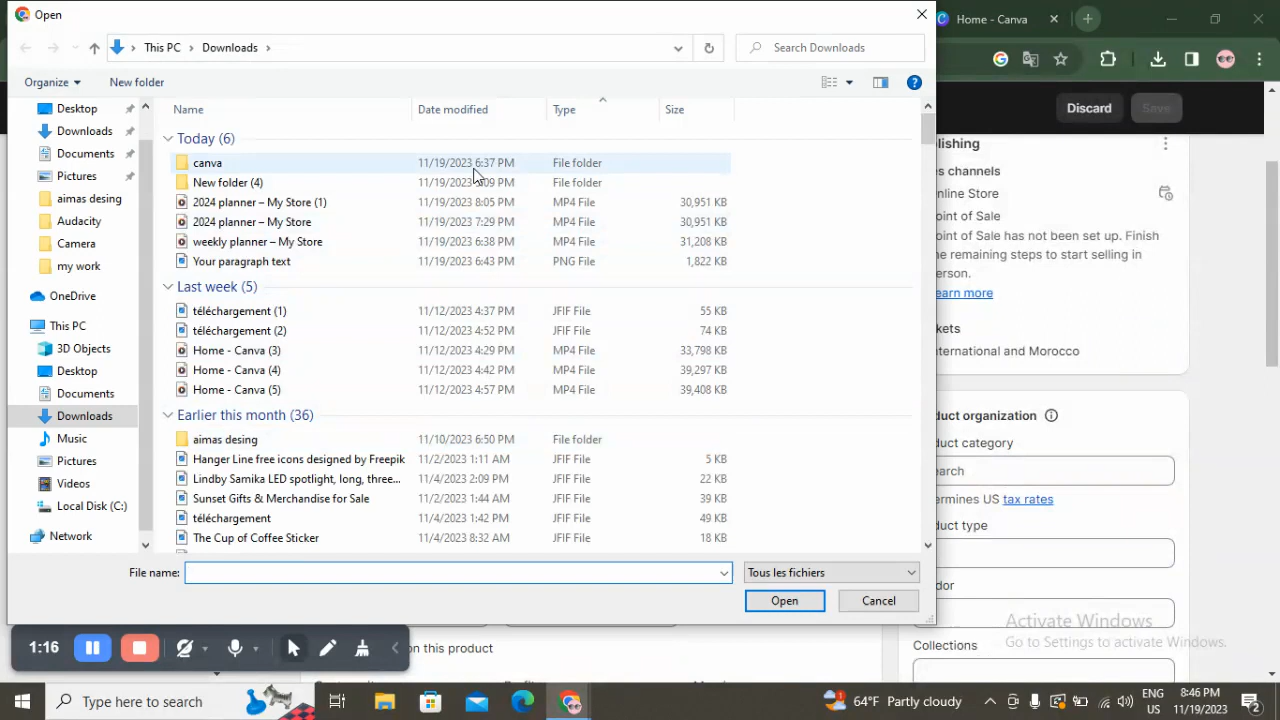 Open
Home - Canva
This PC
Downloads
Search Downloads
Organize
New folder
Discard
Save
Desktop
Downloads
Documents
Pictures
aimas desing
Audacity
Camera
my work
OneDrive
This PC
3D Objects
Desktop
Documents
Downloads
Music
Pictures
Videos
Local Disk (C:)
Network
Name Date modified Type Size
Today (6)
canva 11/19/2023 6:37 PM File folder
New folder (4) 11/19/2023 :09 PM File folder
2024 planner – My Store (1) 11/19/2023 8:05 PM MP4 File 30,951 KB
2024 planner – My Store 11/19/2023 7:29 PM MP4 File 30,951 KB
weekly planner – My Store 11/19/2023 6:38 PM MP4 File 31,208 KB
Your paragraph text 11/19/2023 6:43 PM PNG File 1,822 KB
Last week (5)
téléchargement (1) 11/12/2023 4:37 PM JFIF File 55 KB
téléchargement (2) 11/12/2023 4:52 PM JFIF File 74 KB
Home - Canva (3) 11/12/2023 4:29 PM MP4 File 33,798 KB
Home - Canva (4) 11/12/2023 4:42 PM MP4 File 39,297 KB
Home - Canva (5) 11/12/2023 4:57 PM MP4 File 39,408 KB
Earlier this month (36)
aimas desing 11/10/2023 6:50 PM File folder
Hanger Line free icons designed by Freepik 11/2/2023 1:11 AM JFIF File 5 KB
Lindby Samika LED spotlight, long, three... 11/4/2023 2:09 PM JFIF File 22 KB
Sunset Gifts & Merchandise for Sale 11/2/2023 1:44 AM JFIF File 39 KB
téléchargement 11/4/2023 1:42 PM JFIF File 49 KB
The Cup of Coffee Sticker 11/4/2023 8:32 AM JFIF File 18 KB
File name:
Tous les fichiers
Open
Cancel
blishing
es channels
nline Store
oint of Sale
oint of Sale has not been set up. Finish
he remaining steps to start selling in
erson.
earn more
kets
nternational and Morocco
duct organization
duct category
earch
ermines US tax rates
duct type
dor
Collections
Activate Windows
Go to Settings to activate Windows.
1:16
on this product
Type here to search
64°F Partly cloudy
ENG
US
8:46 PM
11/19/2023
2